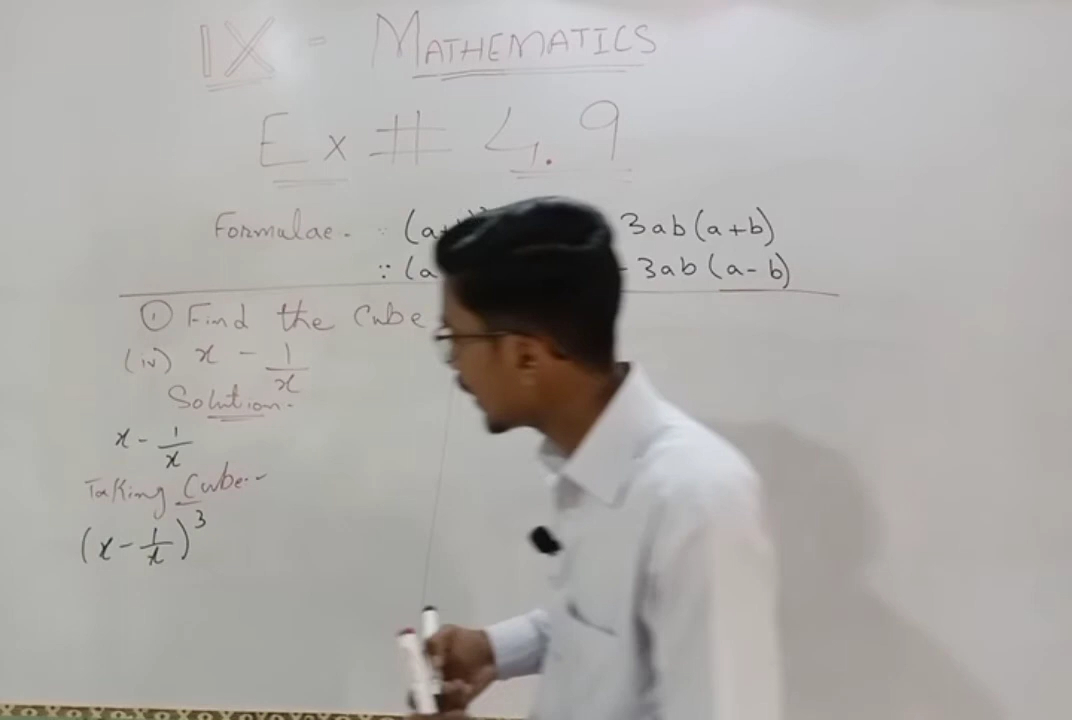 IX - MATHEMATICS
Ex # 4.9
Formulae. ∵ (a+ 3ab(a+b)
∵ (a - 3ab(a-b)
① Find the Cube
(iv) x - 1/x
Solution.
x - 1/x
Taking Cube.-
(x - 1/x)³